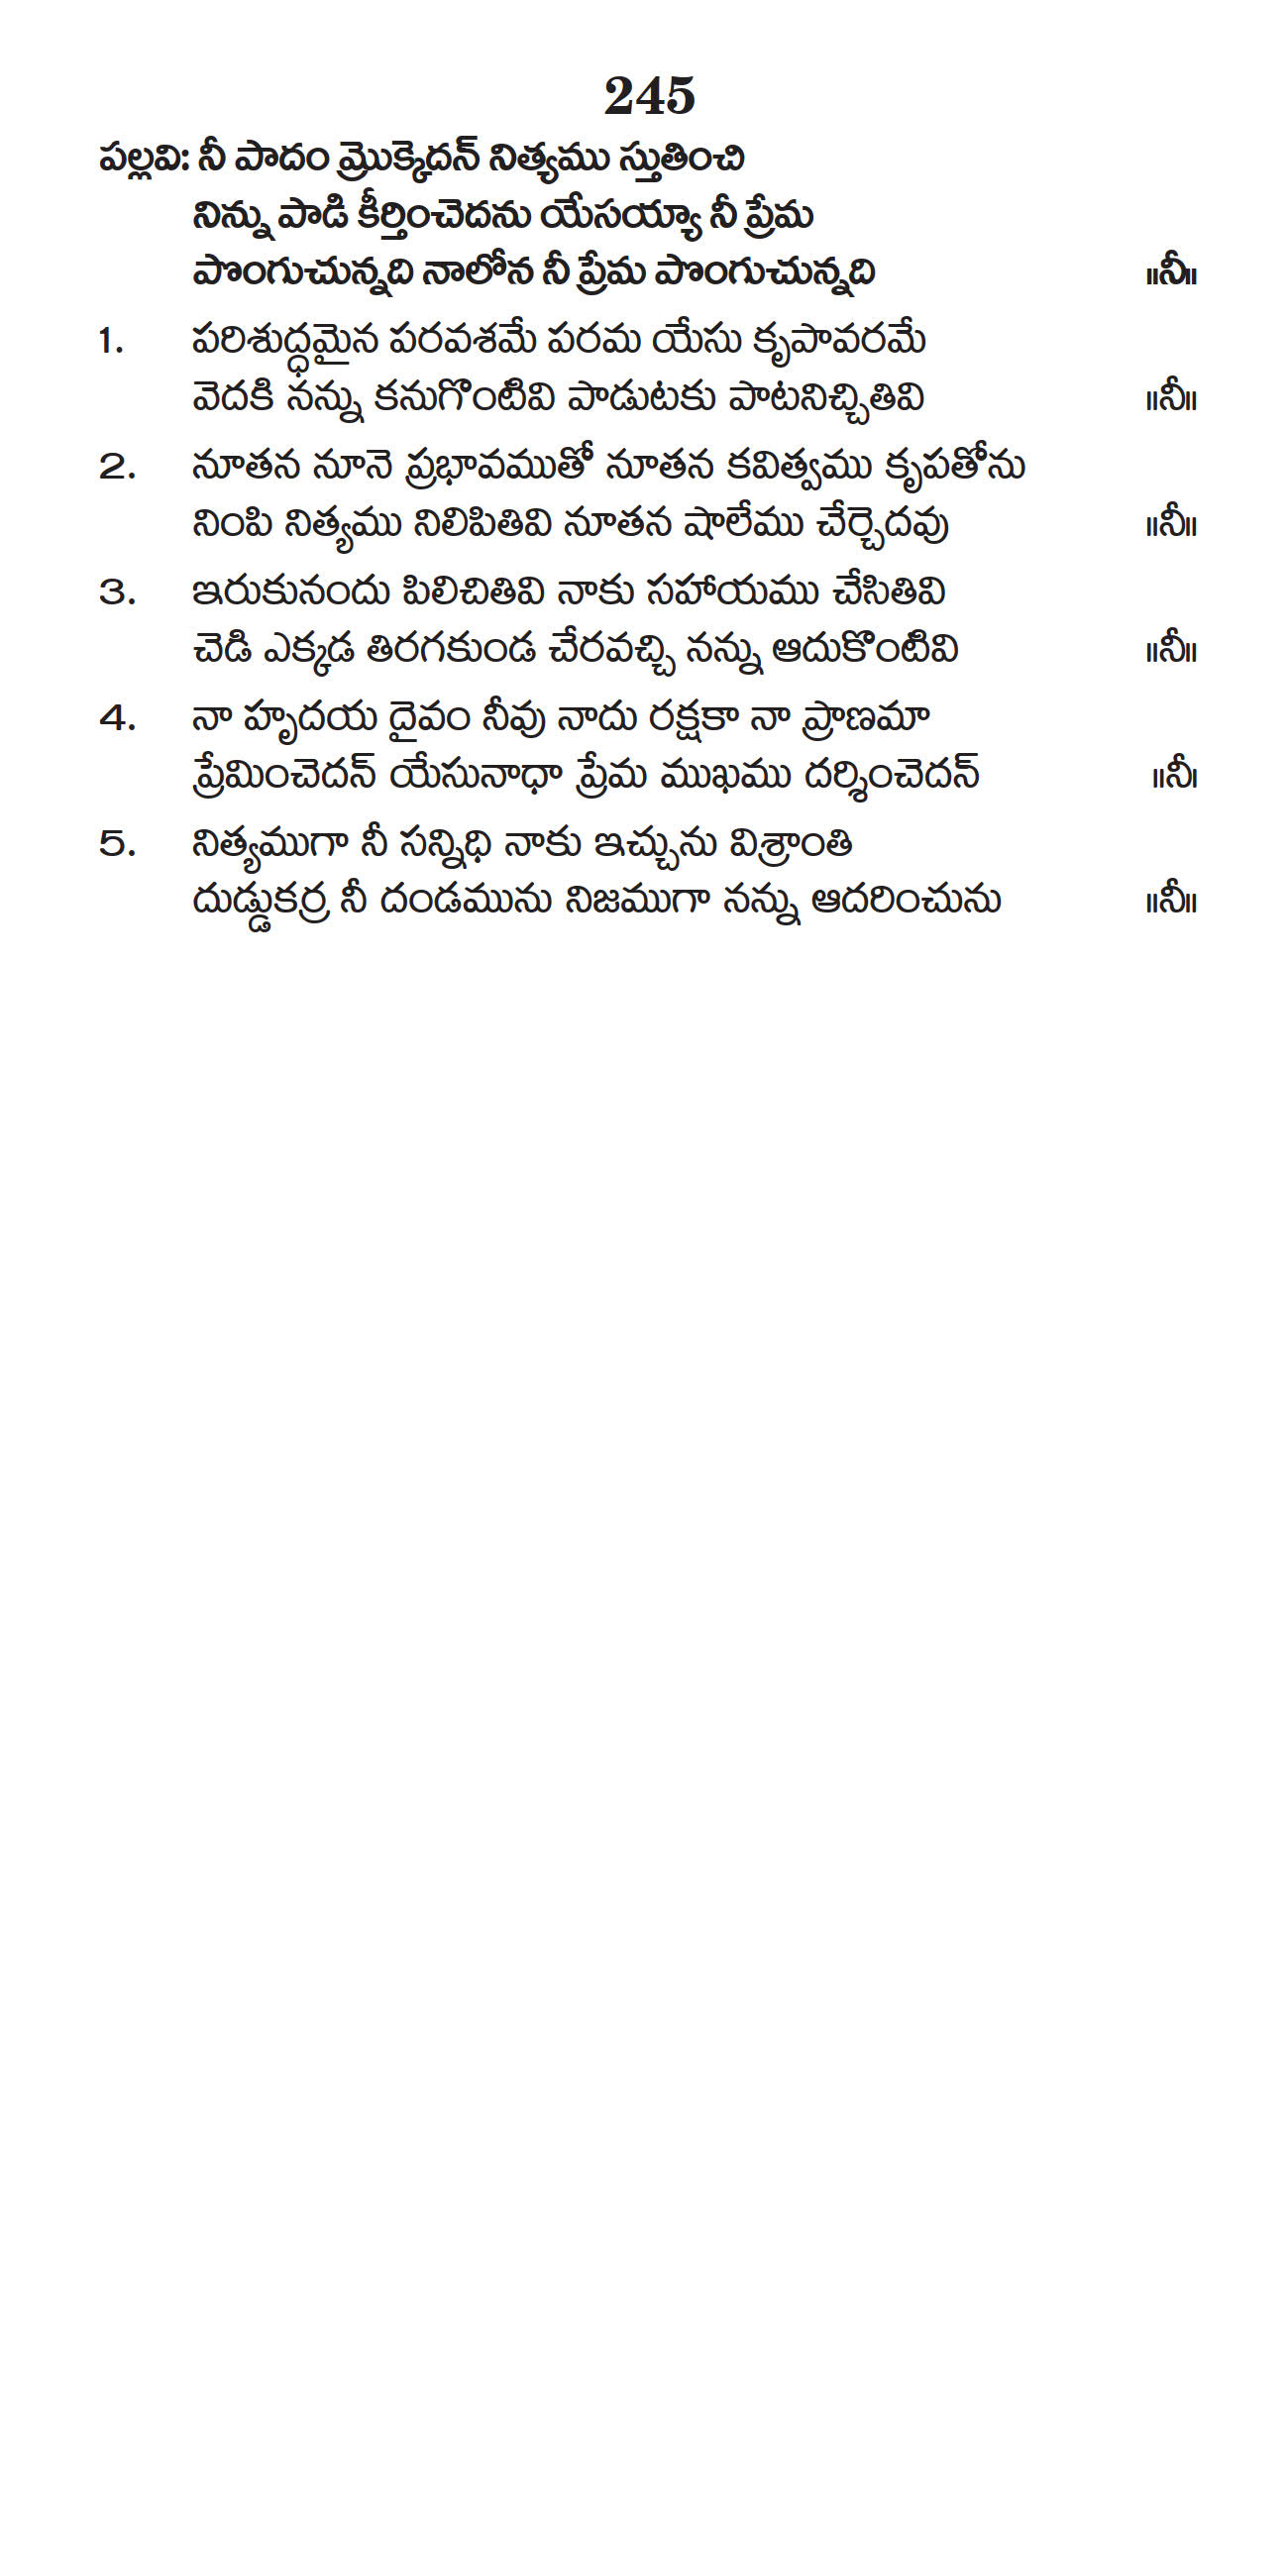 245
పల్లవి: నీ పాదం మ్రొక్కెదన్ నిత్యము స్తుతించి
నిన్ను పాడి కీర్తించెదను యేసయ్యా నీ ప్రేమ
పొంగుచున్నది నాలోన నీ ప్రేమ పొంగుచున్నది ॥నీ॥
1. పరిశుద్ధమైన పరవశమే పరమ యేసు కృపావరమే
వెదకి నన్ను కనుగొంటివి పాడుటకు పాటనిచ్చితివి ॥నీ॥
2. నూతన నూనె ప్రభావముతో నూతన కవిత్వము కృపతోను
నింపి నిత్యము నిలిపితివి నూతన షాలేము చేర్చెదవు ॥నీ॥
3. ఇరుకునందు పిలిచితివి నాకు సహాయము చేసితివి
చెడి ఎక్కడ తిరగకుండ చేరవచ్చి నన్ను ఆదుకొంటివి ॥నీ॥
4. నా హృదయ దైవం నీవు నాదు రక్షకా నా ప్రాణమా
ప్రేమించెదన్ యేసునాధా ప్రేమ ముఖము దర్శించెదన్ ॥నీ।
5. నిత్యముగా నీ సన్నిధి నాకు ఇచ్చును విశ్రాంతి
దుడ్డుకర్ర నీ దండమును నిజముగా నన్ను ఆదరించును ॥నీ॥